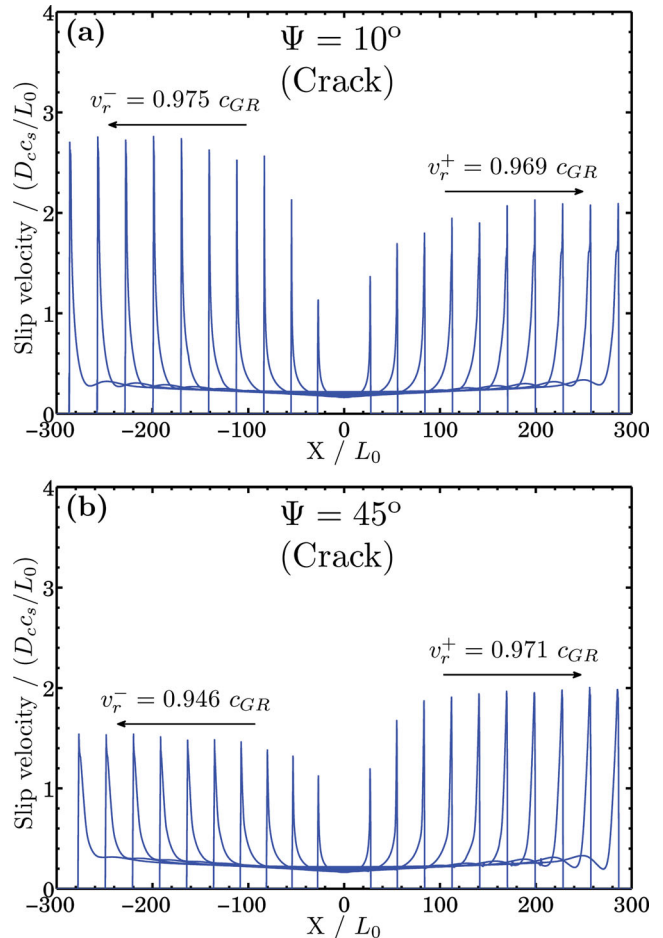 (a)
Ψ = 10°
(Crack)
v_r^- = 0.975 c_GR
v_r^+ = 0.969 c_GR
Slip velocity / (D_c c_s/L_0)
4
3
2
1
0
−300 −200 −100 0 100 200 300
X / L_0
(b)
Ψ = 45°
(Crack)
v_r^+ = 0.971 c_GR
v_r^- = 0.946 c_GR
Slip velocity / (D_c c_s/L_0)
4
3
2
1
0
−300 −200 −100 0 100 200 300
X / L_0